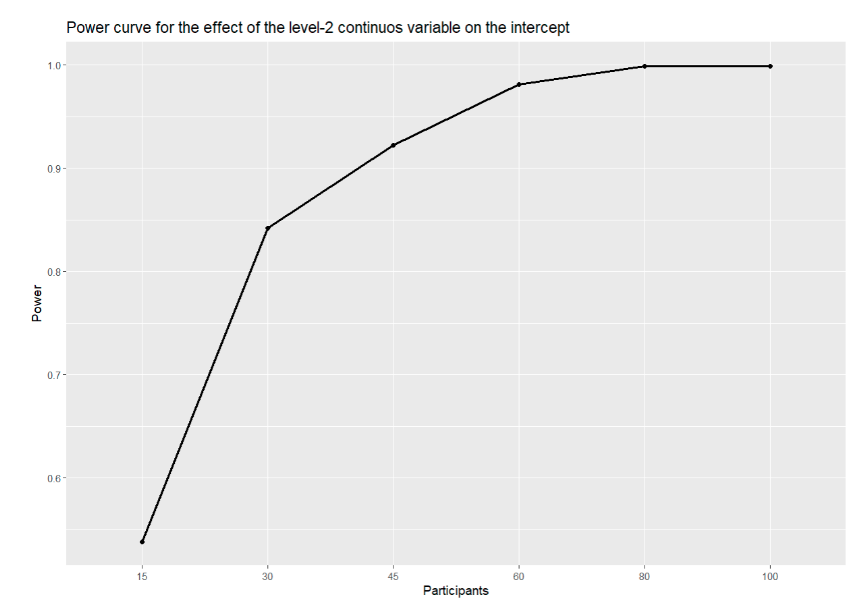 Power curve for the effect of the level-2 continuos variable on the intercept
1.0
0.9
0.8
0.7
0.6
Power
15 30 45 60 80 100
Participants